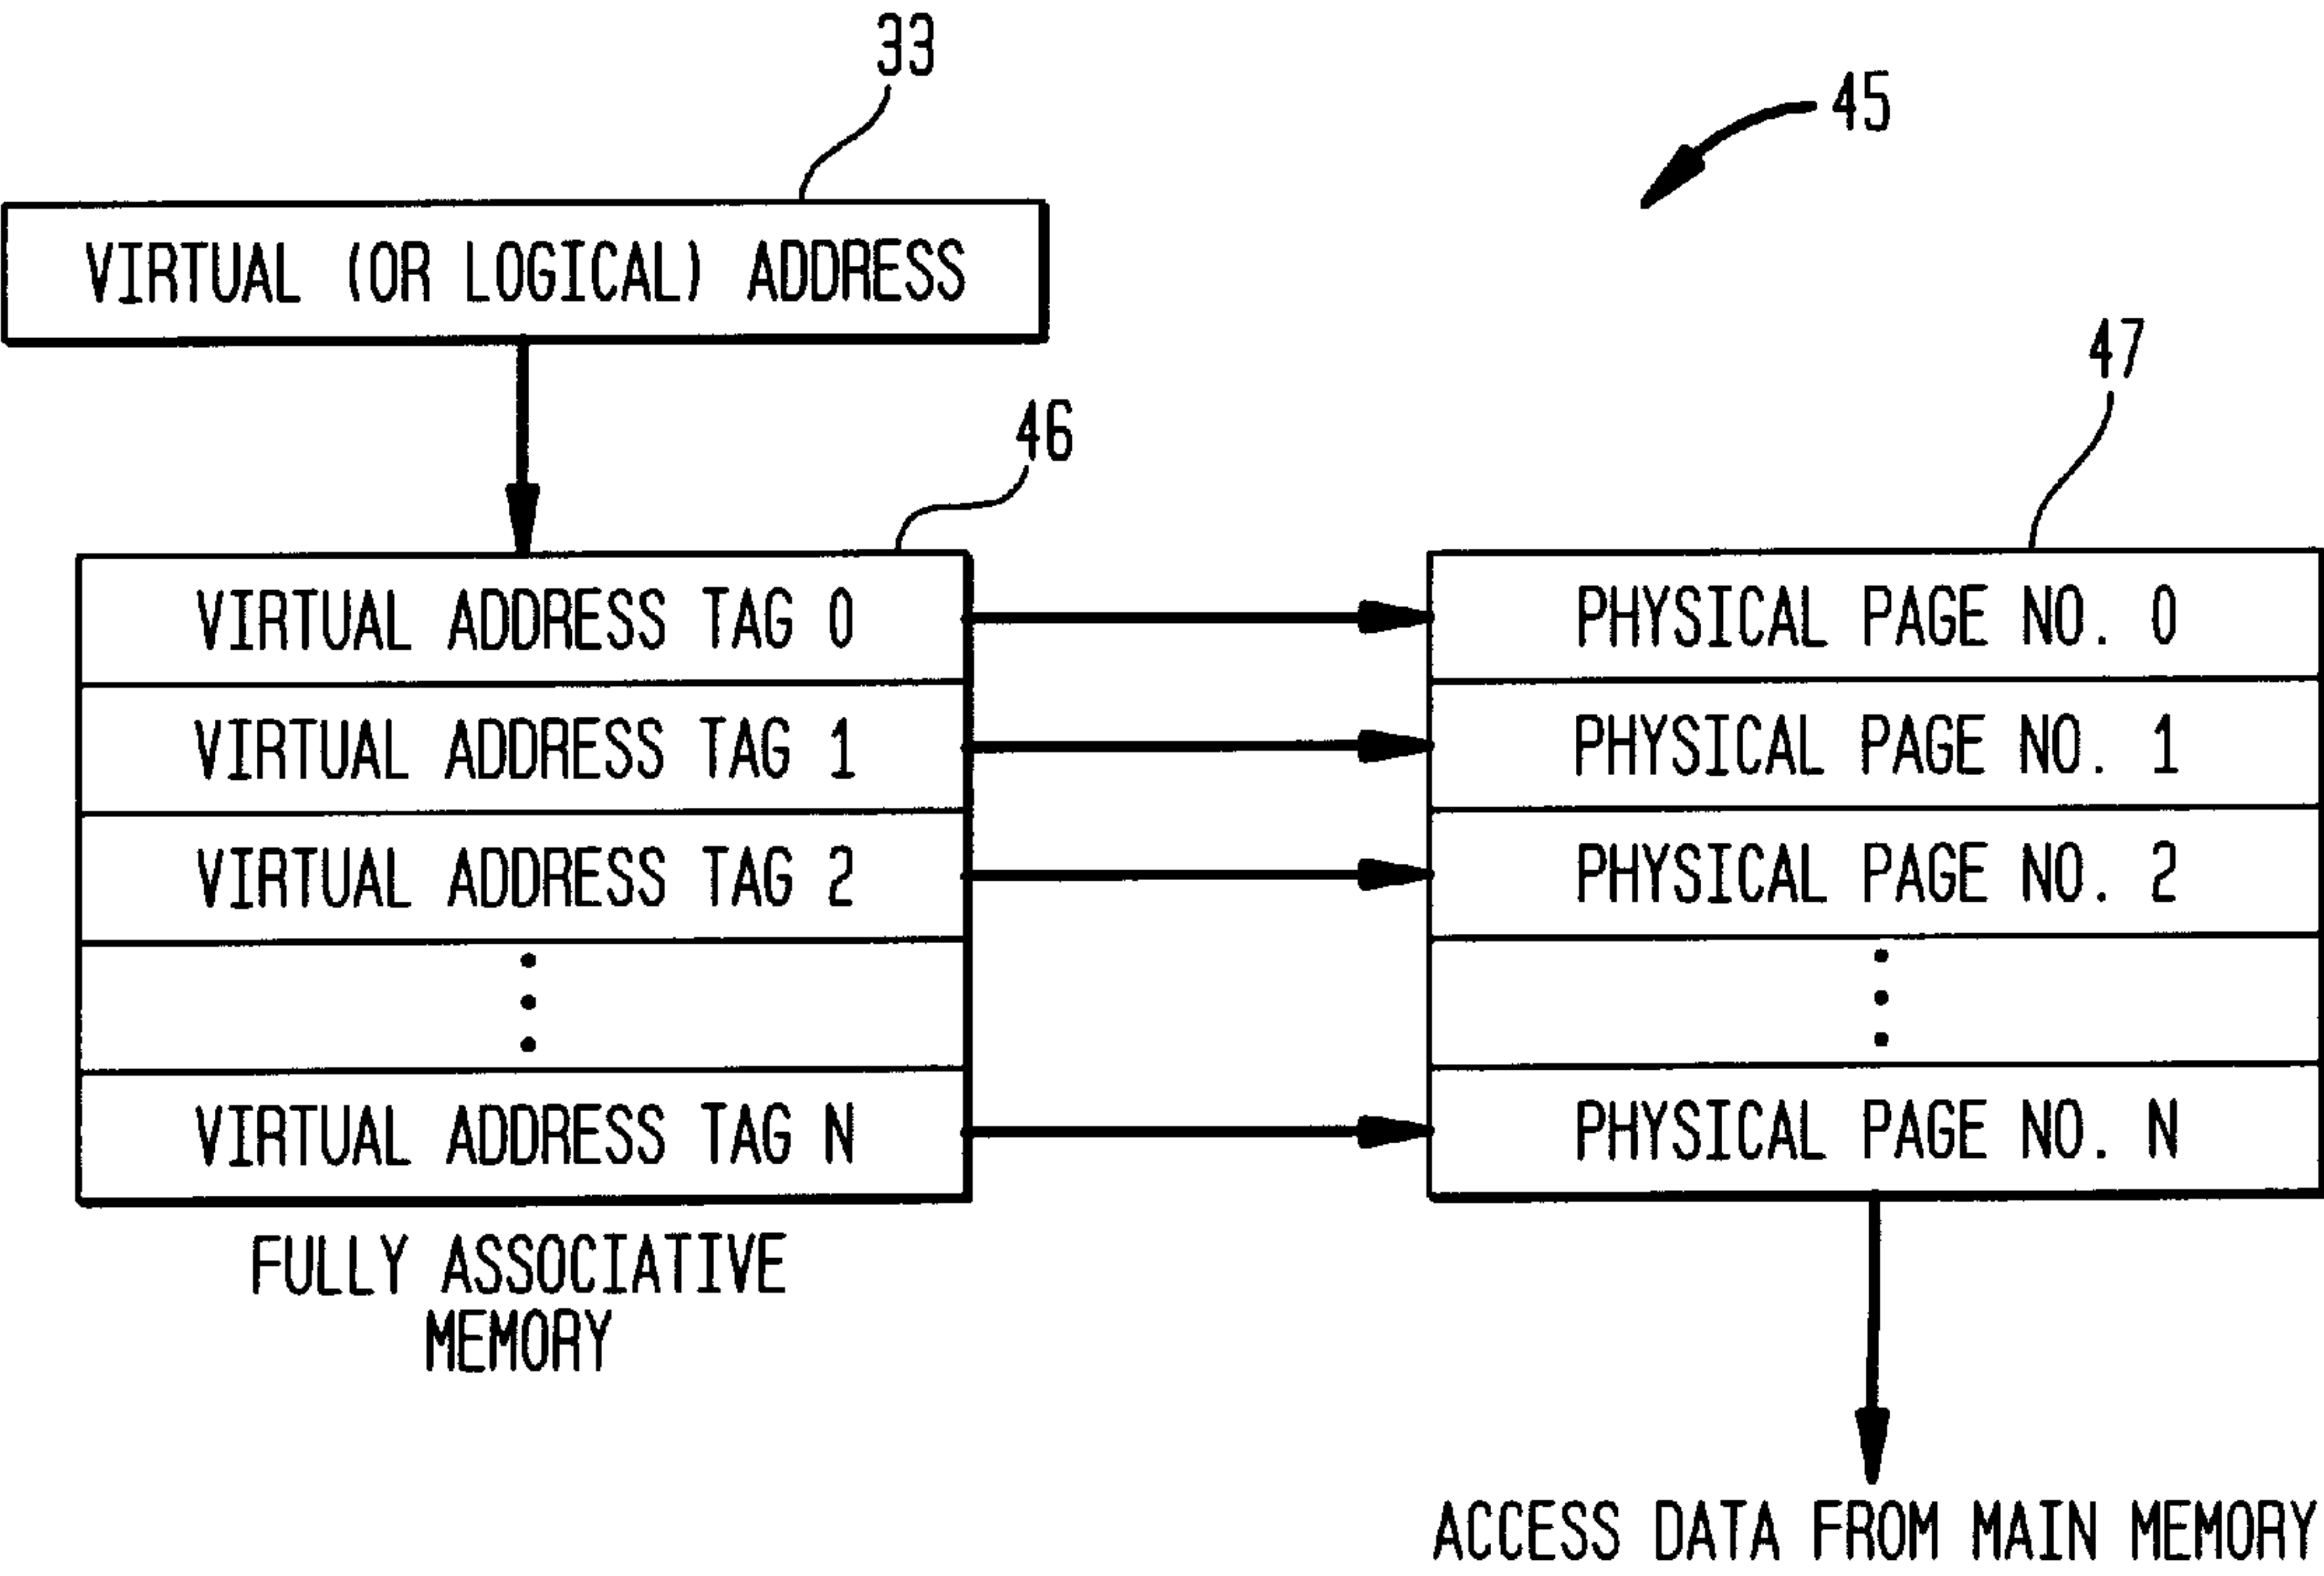 33
45
VIRTUAL (OR LOGICAL) ADDRESS
47
46
VIRTUAL ADDRESS TAG 0
PHYSICAL PAGE NO. 0
VIRTUAL ADDRESS TAG 1
PHYSICAL PAGE NO. 1
VIRTUAL ADDRESS TAG 2
PHYSICAL PAGE NO. 2
VIRTUAL ADDRESS TAG N
PHYSICAL PAGE NO. N
FULLY ASSOCIATIVE
MEMORY
ACCESS DATA FROM MAIN MEMORY